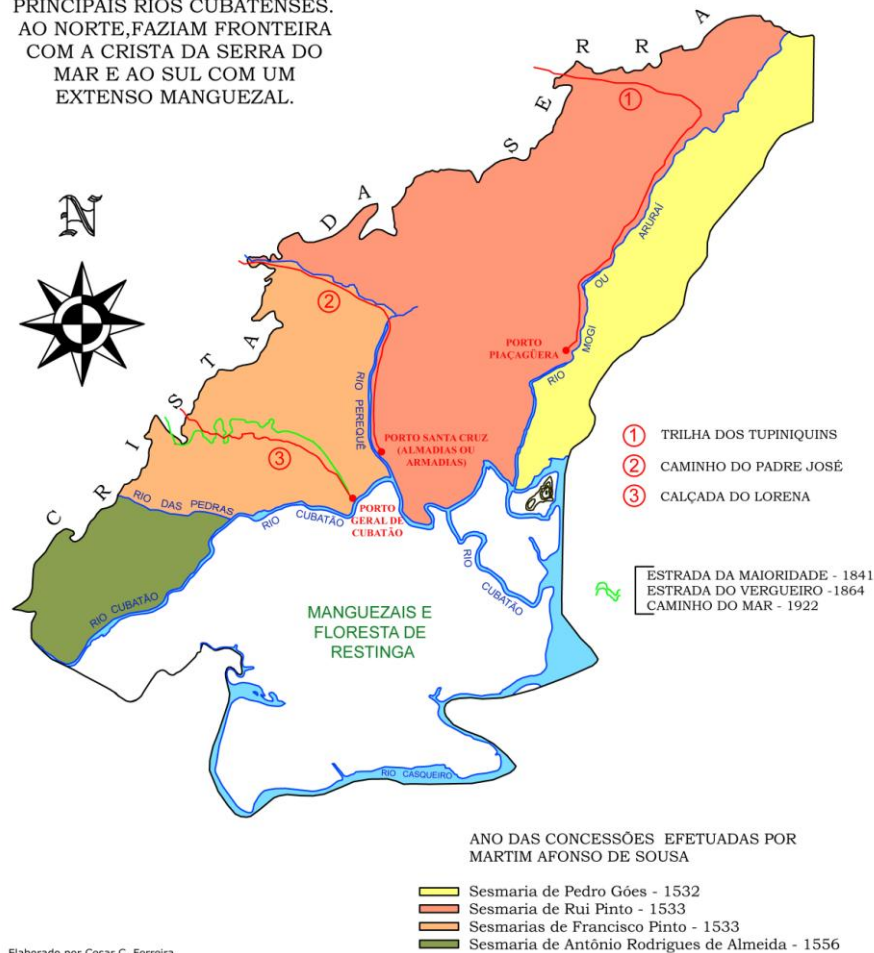 PRINCIPAIS RIOS CUBATENSES.
AO NORTE,FAZIAM FRONTEIRA
COM A CRISTA DA SERRA DO
MAR E AO SUL COM UM
EXTENSO MANGUEZAL.
N
CRISTA DA SERRA
1
ARURAI
OU
MOGI
RIO
2
PORTO
PIAÇAGÜERA
RIO PEREQUÊ
PORTO SANTA CRUZ
(ALMADIAS OU
ARMADIAS)
3
PORTO
GERAL DE
CUBATÃO
RIO DAS PEDRAS
RIO CUBATÃO
RIO CUBATÃO
RIO CUBATÃO
MANGUEZAIS E
FLORESTA DE
RESTINGA
RIO CASQUEIRO
1 TRILHA DOS TUPINIQUINS
2 CAMINHO DO PADRE JOSÉ
3 CALÇADA DO LORENA
ESTRADA DA MAIORIDADE - 1841
ESTRADA DO VERGUEIRO -1864
CAMINHO DO MAR - 1922
ANO DAS CONCESSÕES EFETUADAS POR
MARTIM AFONSO DE SOUSA
Sesmaria de Pedro Góes - 1532
Sesmaria de Rui Pinto - 1533
Sesmarias de Francisco Pinto - 1533
Sesmaria de Antônio Rodrigues de Almeida - 1556
Elaborado por Cesar C. Ferreira